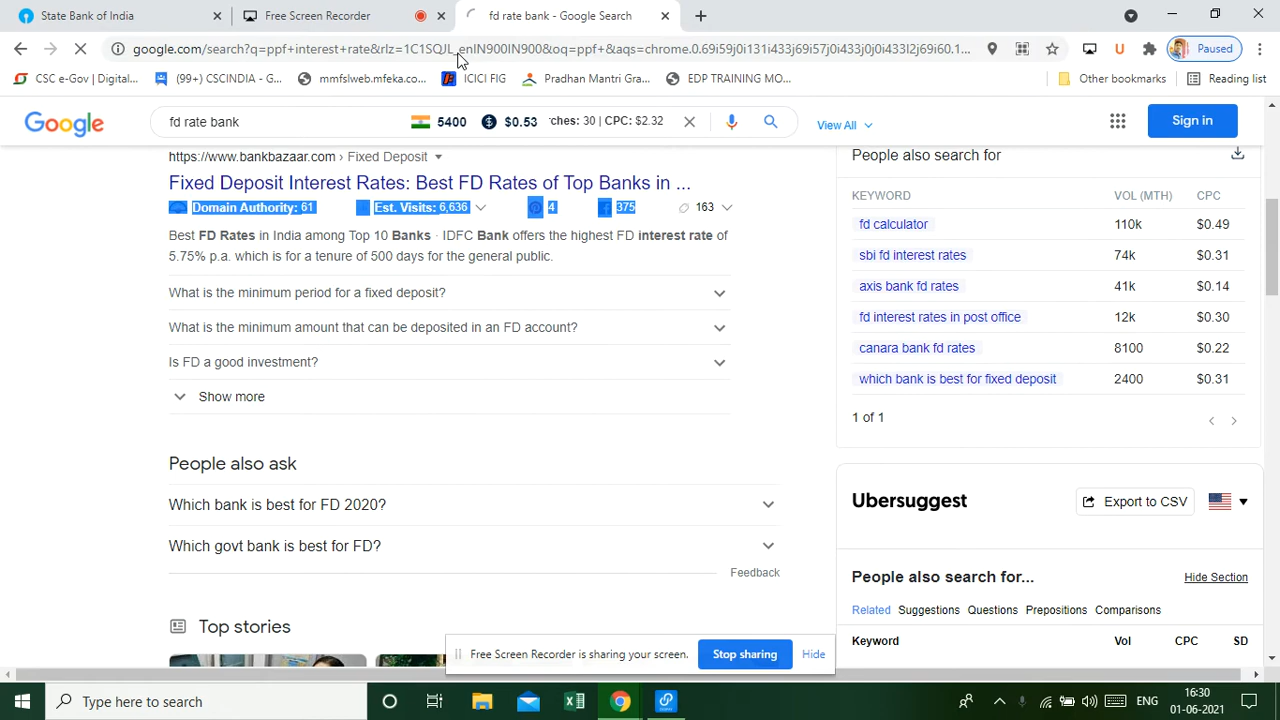 State Bank of India
Free Screen Recorder
fd rate bank - Google Search
google.com/search?q=ppf+interest+rate&rlz=1C1SQJL_enIN900IN900&oq=ppf+&aqs=chrome.0.69i59j0i131i433j69i57j0i433j0j0i433l2j69i60.1...
Paused
CSC e-Gov | Digital...
(99+) CSCINDIA - G...
mmfslweb.mfeka.co...
ICICI FIG
Pradhan Mantri Gra...
EDP TRAINING MO...
Other bookmarks
Reading list
Google
fd rate bank
5400
$0.53
ches: 30 | CPC: $2.32
View All
Sign in
https://www.bankbazaar.com › Fixed Deposit
Fixed Deposit Interest Rates: Best FD Rates of Top Banks in ...
Domain Authority: 61
Est. Visits: 6,636
4
375
163
Best FD Rates in India among Top 10 Banks · IDFC Bank offers the highest FD interest rate of
5.75% p.a. which is for a tenure of 500 days for the general public.
What is the minimum period for a fixed deposit?
What is the minimum amount that can be deposited in an FD account?
Is FD a good investment?
Show more
People also ask
Which bank is best for FD 2020?
Which govt bank is best for FD?
Feedback
Top stories
People also search for
KEYWORD VOL (MTH) CPC
fd calculator 110k $0.49
sbi fd interest rates 74k $0.31
axis bank fd rates 41k $0.14
fd interest rates in post office 12k $0.30
canara bank fd rates 8100 $0.22
which bank is best for fixed deposit 2400 $0.31
1 of 1
Ubersuggest
Export to CSV
People also search for...
Hide Section
Related Suggestions Questions Prepositions Comparisons
Keyword Vol CPC SD
Free Screen Recorder is sharing your screen.
Stop sharing
Hide
Type here to search
ENG
16:30
01-06-2021